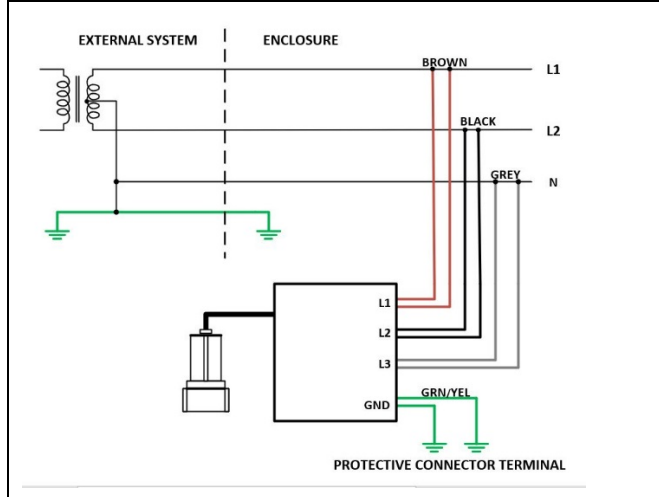 EXTERNAL SYSTEM
ENCLOSURE
BROWN
L1
BLACK
L2
GREY
N
L1
L2
L3
GRN/YEL
GND
PROTECTIVE CONNECTOR TERMINAL